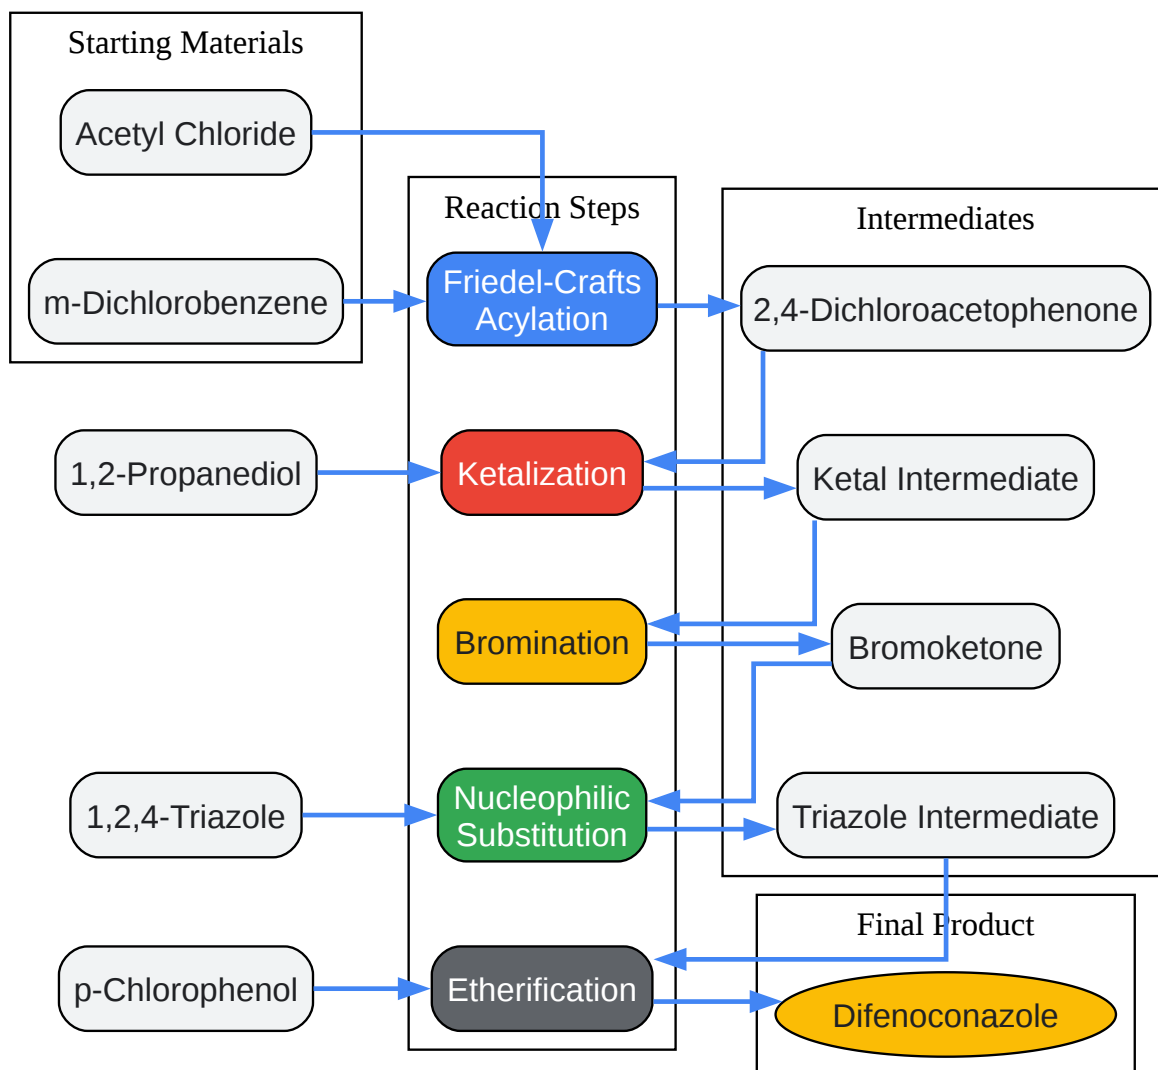 Starting Materials
Acetyl Chloride
m-Dichlorobenzene
Reaction Steps
Friedel-Crafts
Acylation
Intermediates
2,4-Dichloroacetophenone
1,2-Propanediol
Ketalization
Ketal Intermediate
Bromination
Bromoketone
1,2,4-Triazole
Nucleophilic
Substitution
Triazole Intermediate
p-Chlorophenol
Etherification
Final Product
Difenoconazole